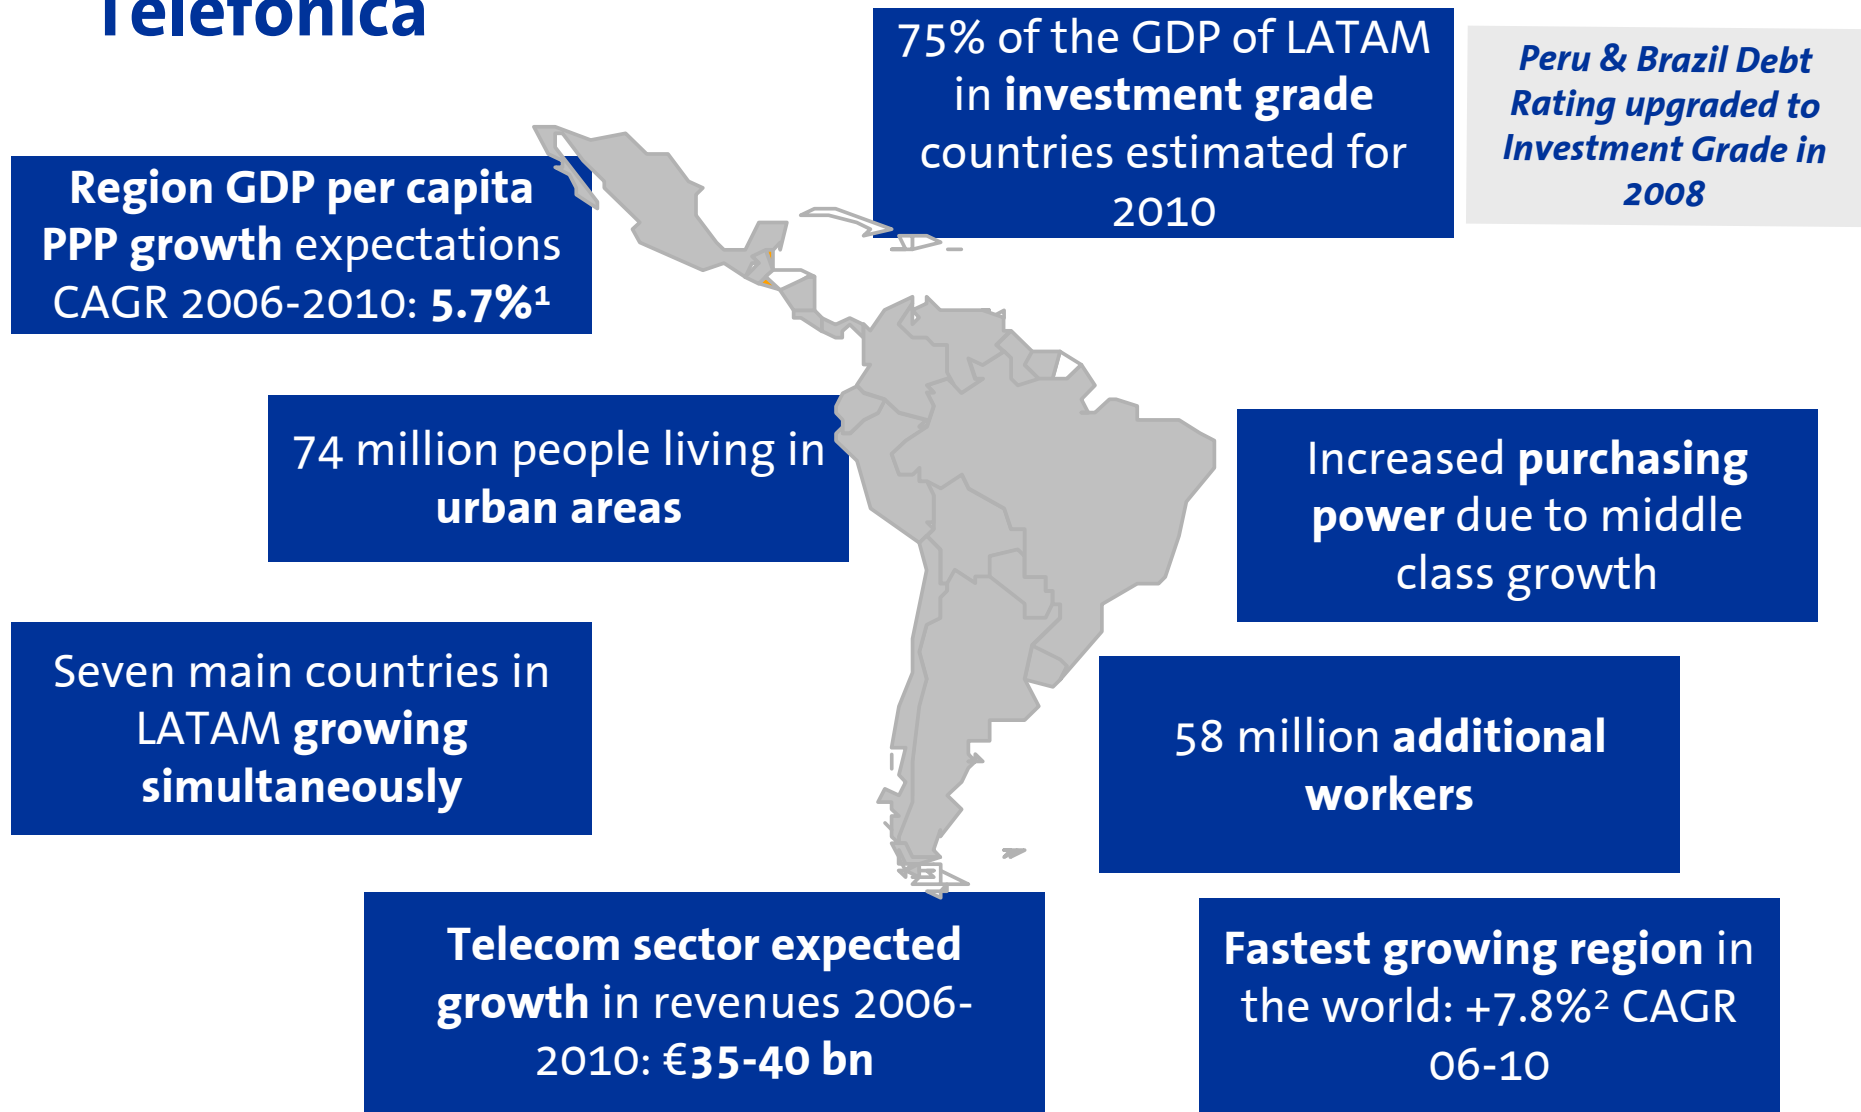 Telefónica
75% of the GDP of LATAM
in investment grade
countries estimated for
2010
Peru & Brazil Debt
Rating upgraded to
Investment Grade in
2008
Region GDP per capita
PPP growth expectations
CAGR 2006-2010: 5.7%¹
74 million people living in
urban areas
Increased purchasing
power due to middle
class growth
Seven main countries in
LATAM growing
simultaneously
58 million additional
workers
Telecom sector expected
growth in revenues 2006-
2010: €35-40 bn
Fastest growing region in
the world: +7.8%² CAGR
06-10